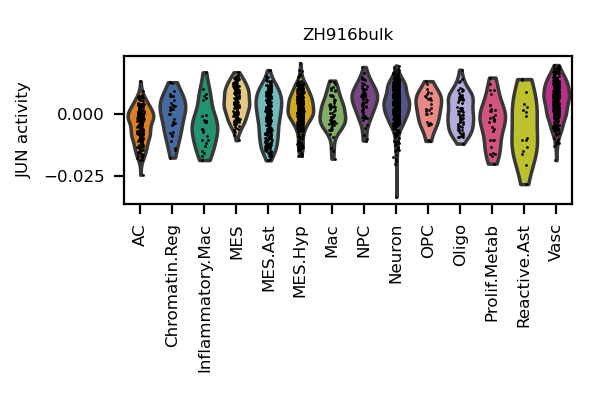 ZH916bulk
JUN activity
0.000
−0.025
AC
Chromatin.Reg
Inflammatory.Mac
MES
MES.Ast
MES.Hyp
Mac
NPC
Neuron
OPC
Oligo
Prolif.Metab
Reactive.Ast
Vasc